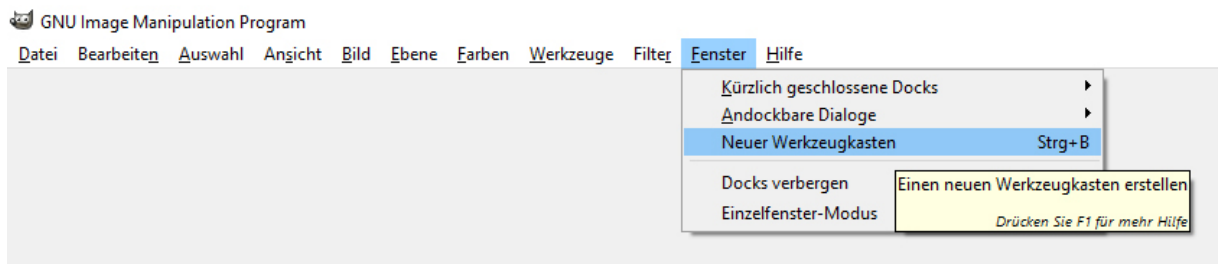 GNU Image Manipulation Program
Datei Bearbeiten Auswahl Ansicht Bild Ebene Farben Werkzeuge Filter Fenster Hilfe
Kürzlich geschlossene Docks
Andockbare Dialoge
Neuer Werkzeugkasten Strg+B
Docks verbergen
Einen neuen Werkzeugkasten erstellen
Einzelfenster-Modus
Drücken Sie F1 für mehr Hilfe